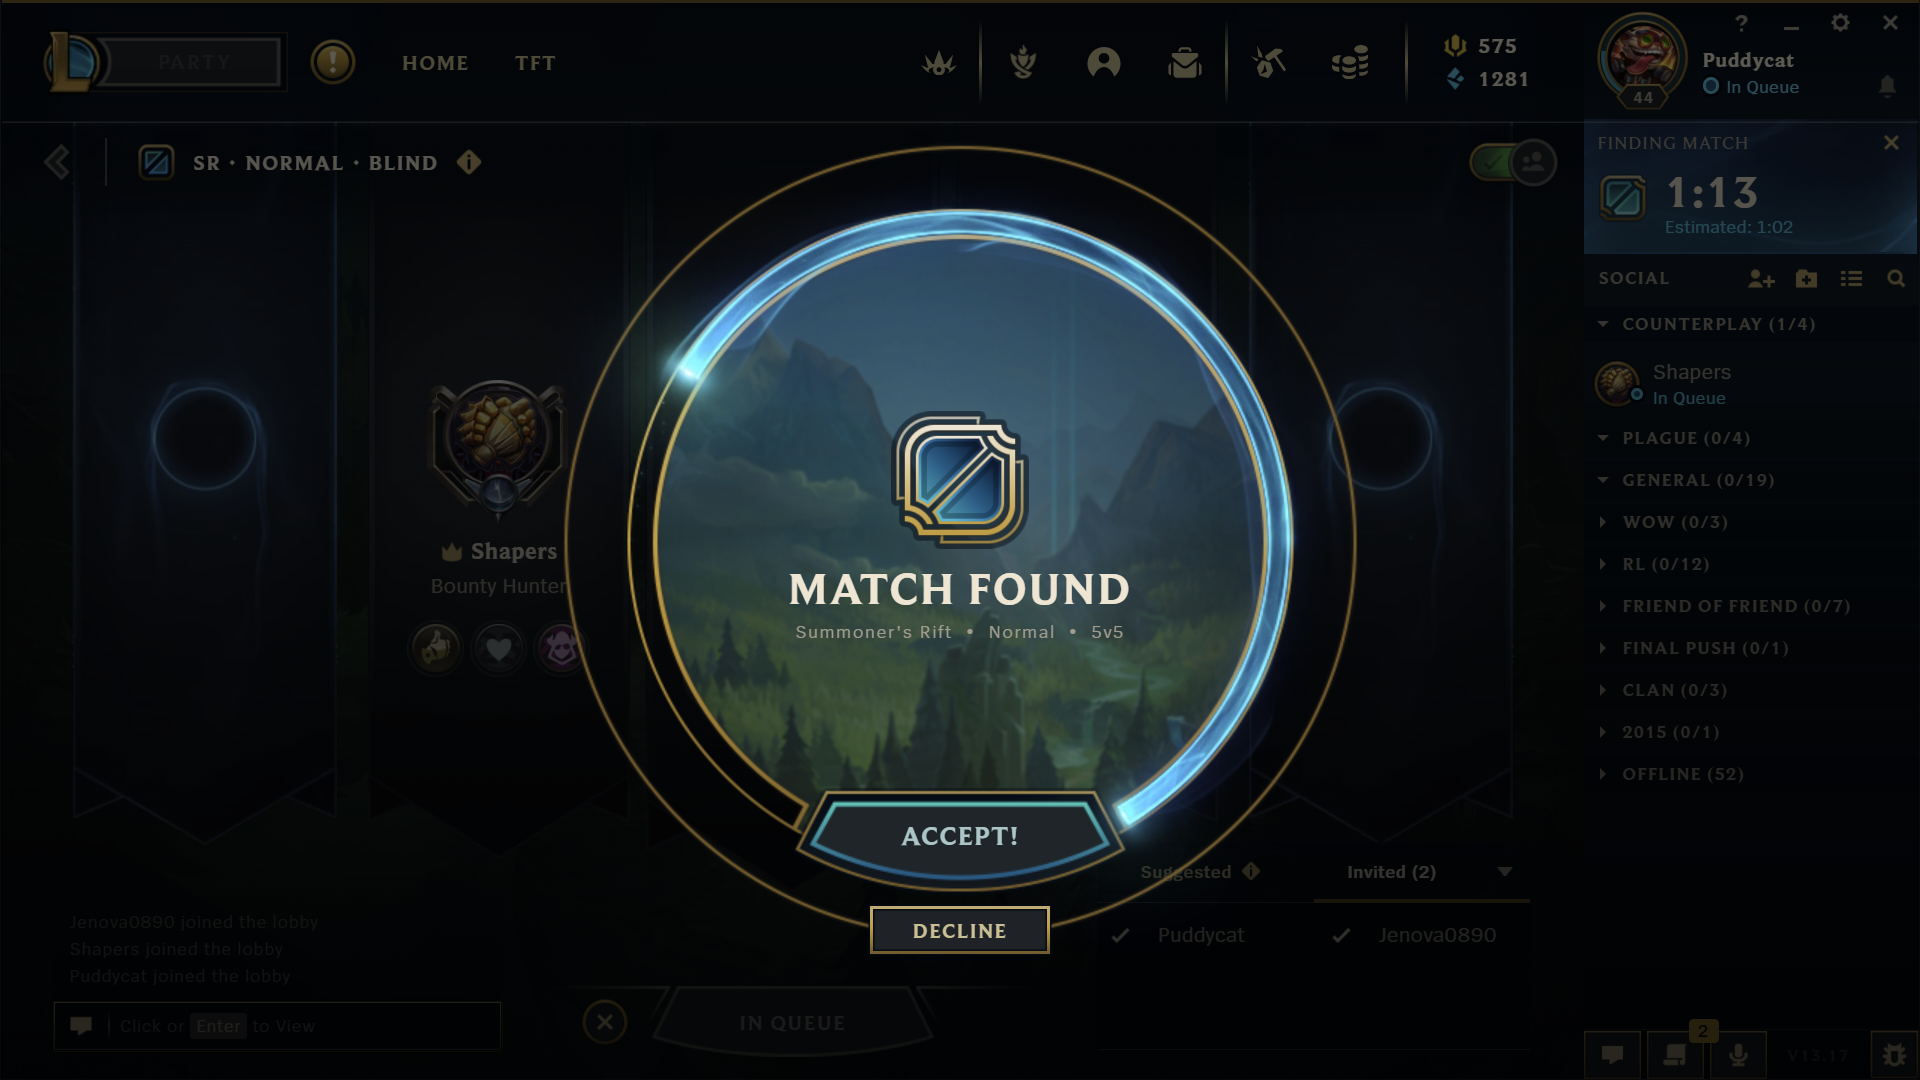 PARTY
HOME
TFT
575
1281
Puddycat
In Queue
44
SR • NORMAL • BLIND
FINDING MATCH
1:13
Estimated: 1:02
SOCIAL
COUNTERPLAY (1/4)
Shapers
In Queue
PLAGUE (0/4)
GENERAL (0/19)
WOW (0/3)
RL (0/12)
FRIEND OF FRIEND (0/7)
FINAL PUSH (0/1)
CLAN (0/3)
2015 (0/1)
OFFLINE (52)
Shapers
Bounty Hunter
MATCH FOUND
Summoner's Rift • Normal • 5v5
ACCEPT!
DECLINE
Suggested
Invited (2)
Puddycat
Jenova0890
Jenova0890 joined the lobby
Shapers joined the lobby
Puddycat joined the lobby
Click or Enter to View
IN QUEUE
2
V13.17